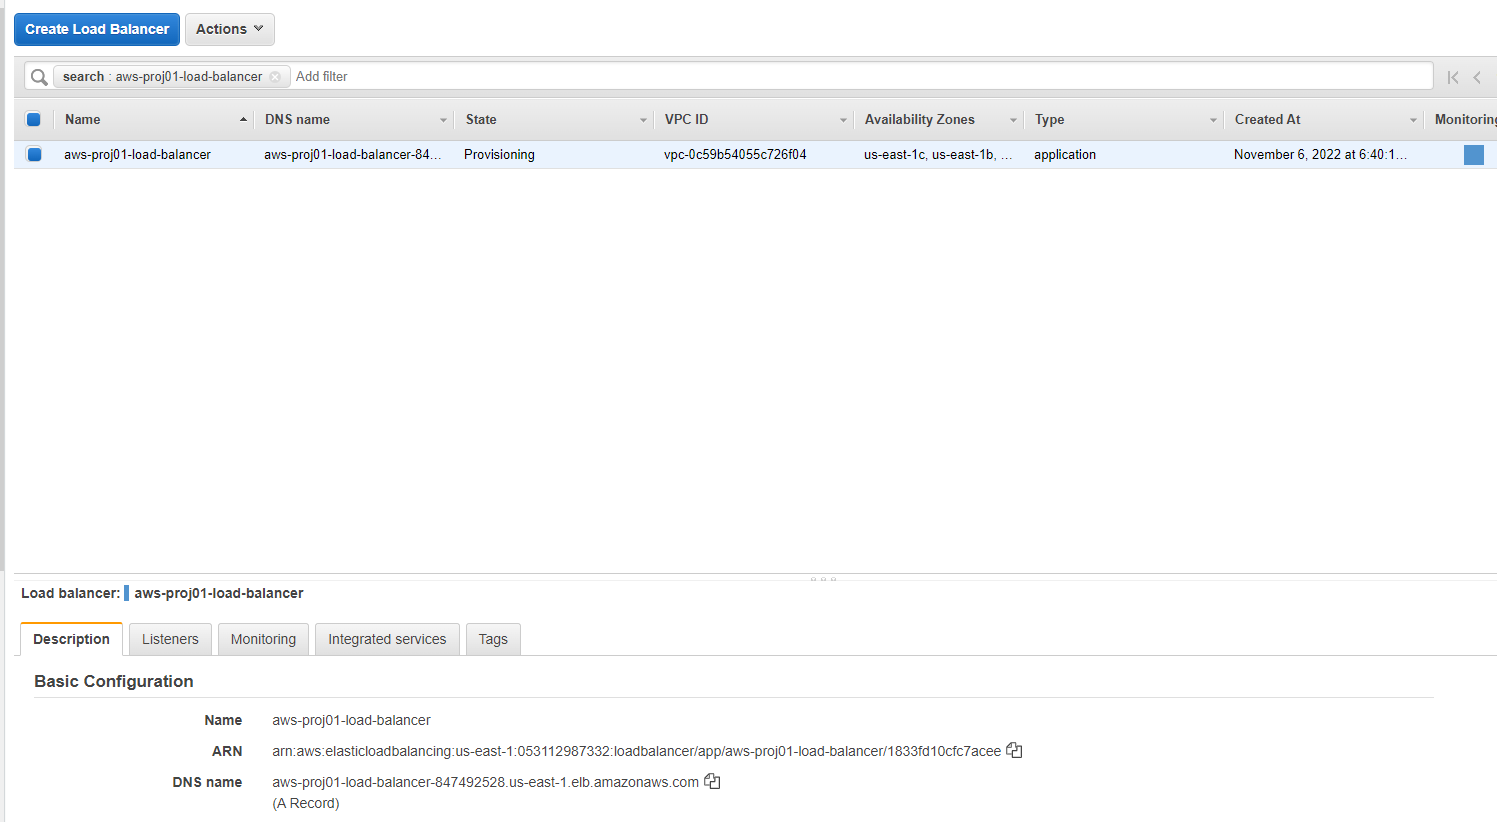 Create Load Balancer Actions
search : aws-proj01-load-balancer Add filter
Name DNS name State VPC ID Availability Zones Type Created At Monitoring
aws-proj01-load-balancer aws-proj01-load-balancer-84... Provisioning vpc-0c59b54055c726f04 us-east-1c, us-east-1b, ... application November 6, 2022 at 6:40:1...
Load balancer: aws-proj01-load-balancer
Description Listeners Monitoring Integrated services Tags
Basic Configuration
Name aws-proj01-load-balancer
ARN arn:aws:elasticloadbalancing:us-east-1:053112987332:loadbalancer/app/aws-proj01-load-balancer/1833fd10cfc7acee
DNS name aws-proj01-load-balancer-847492528.us-east-1.elb.amazonaws.com
(A Record)